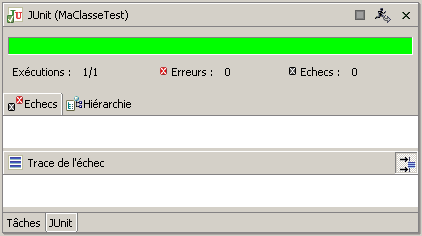 JUnit (MaClasseTest)
Exécutions : 1/1 Erreurs : 0 Echecs : 0
Echecs Hiérarchie
Trace de l'échec
Tâches JUnit